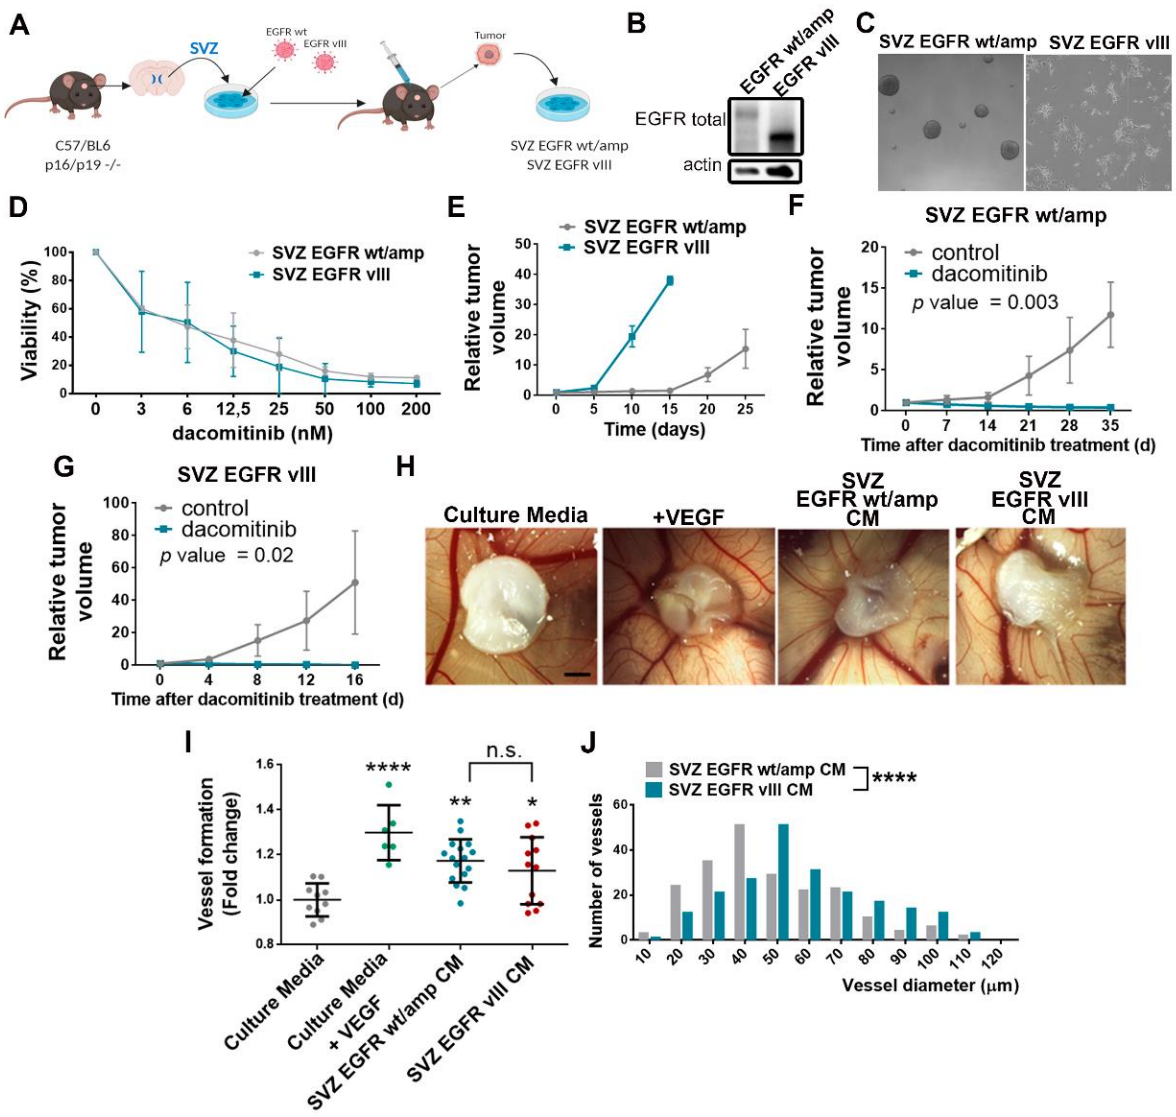 A
SVZ
EGFR wt
EGFR vIII
Tumor
C57/BL6
p16/p19 -/-
SVZ EGFR wt/amp
SVZ EGFR vIII
B
EGFR wt/amp
EGFR vIII
EGFR total
actin
C
SVZ EGFR wt/amp
SVZ EGFR vIII
D
SVZ EGFR wt/amp
SVZ EGFR vIII
Viability (%)
100
80
60
40
20
0
0 3 6 12,5 25 50 100 200
dacomitinib (nM)
E
SVZ EGFR wt/amp
SVZ EGFR vIII
Relative tumor
volume
50
40
30
20
10
0
0 5 10 15 20 25
Time (days)
F
SVZ EGFR wt/amp
control
dacomitinib
p value = 0.003
Relative tumor
volume
20
15
10
5
0
0 7 14 21 28 35
Time after dacomitinib treatment (d)
G
SVZ EGFR vIII
control
dacomitinib
p value = 0.02
Relative tumor
volume
100
80
60
40
20
0
0 4 8 12 16
Time after dacomitinib treatment (d)
H
Culture Media
+VEGF
SVZ
EGFR wt/amp
CM
SVZ
EGFR vIII
CM
I
n.s.
****
**
*
Vessel formation
(Fold change)
1.6
1.4
1.2
1.0
0.8
Culture Media
Culture Media
+ VEGF
SVZ EGFR wt/amp CM
SVZ EGFR vIII CM
J
SVZ EGFR wt/amp CM
SVZ EGFR vIII CM
****
Number of vessels
60
40
20
0
10 20 30 40 50 60 70 80 90 100 110 120
Vessel diameter (μm)